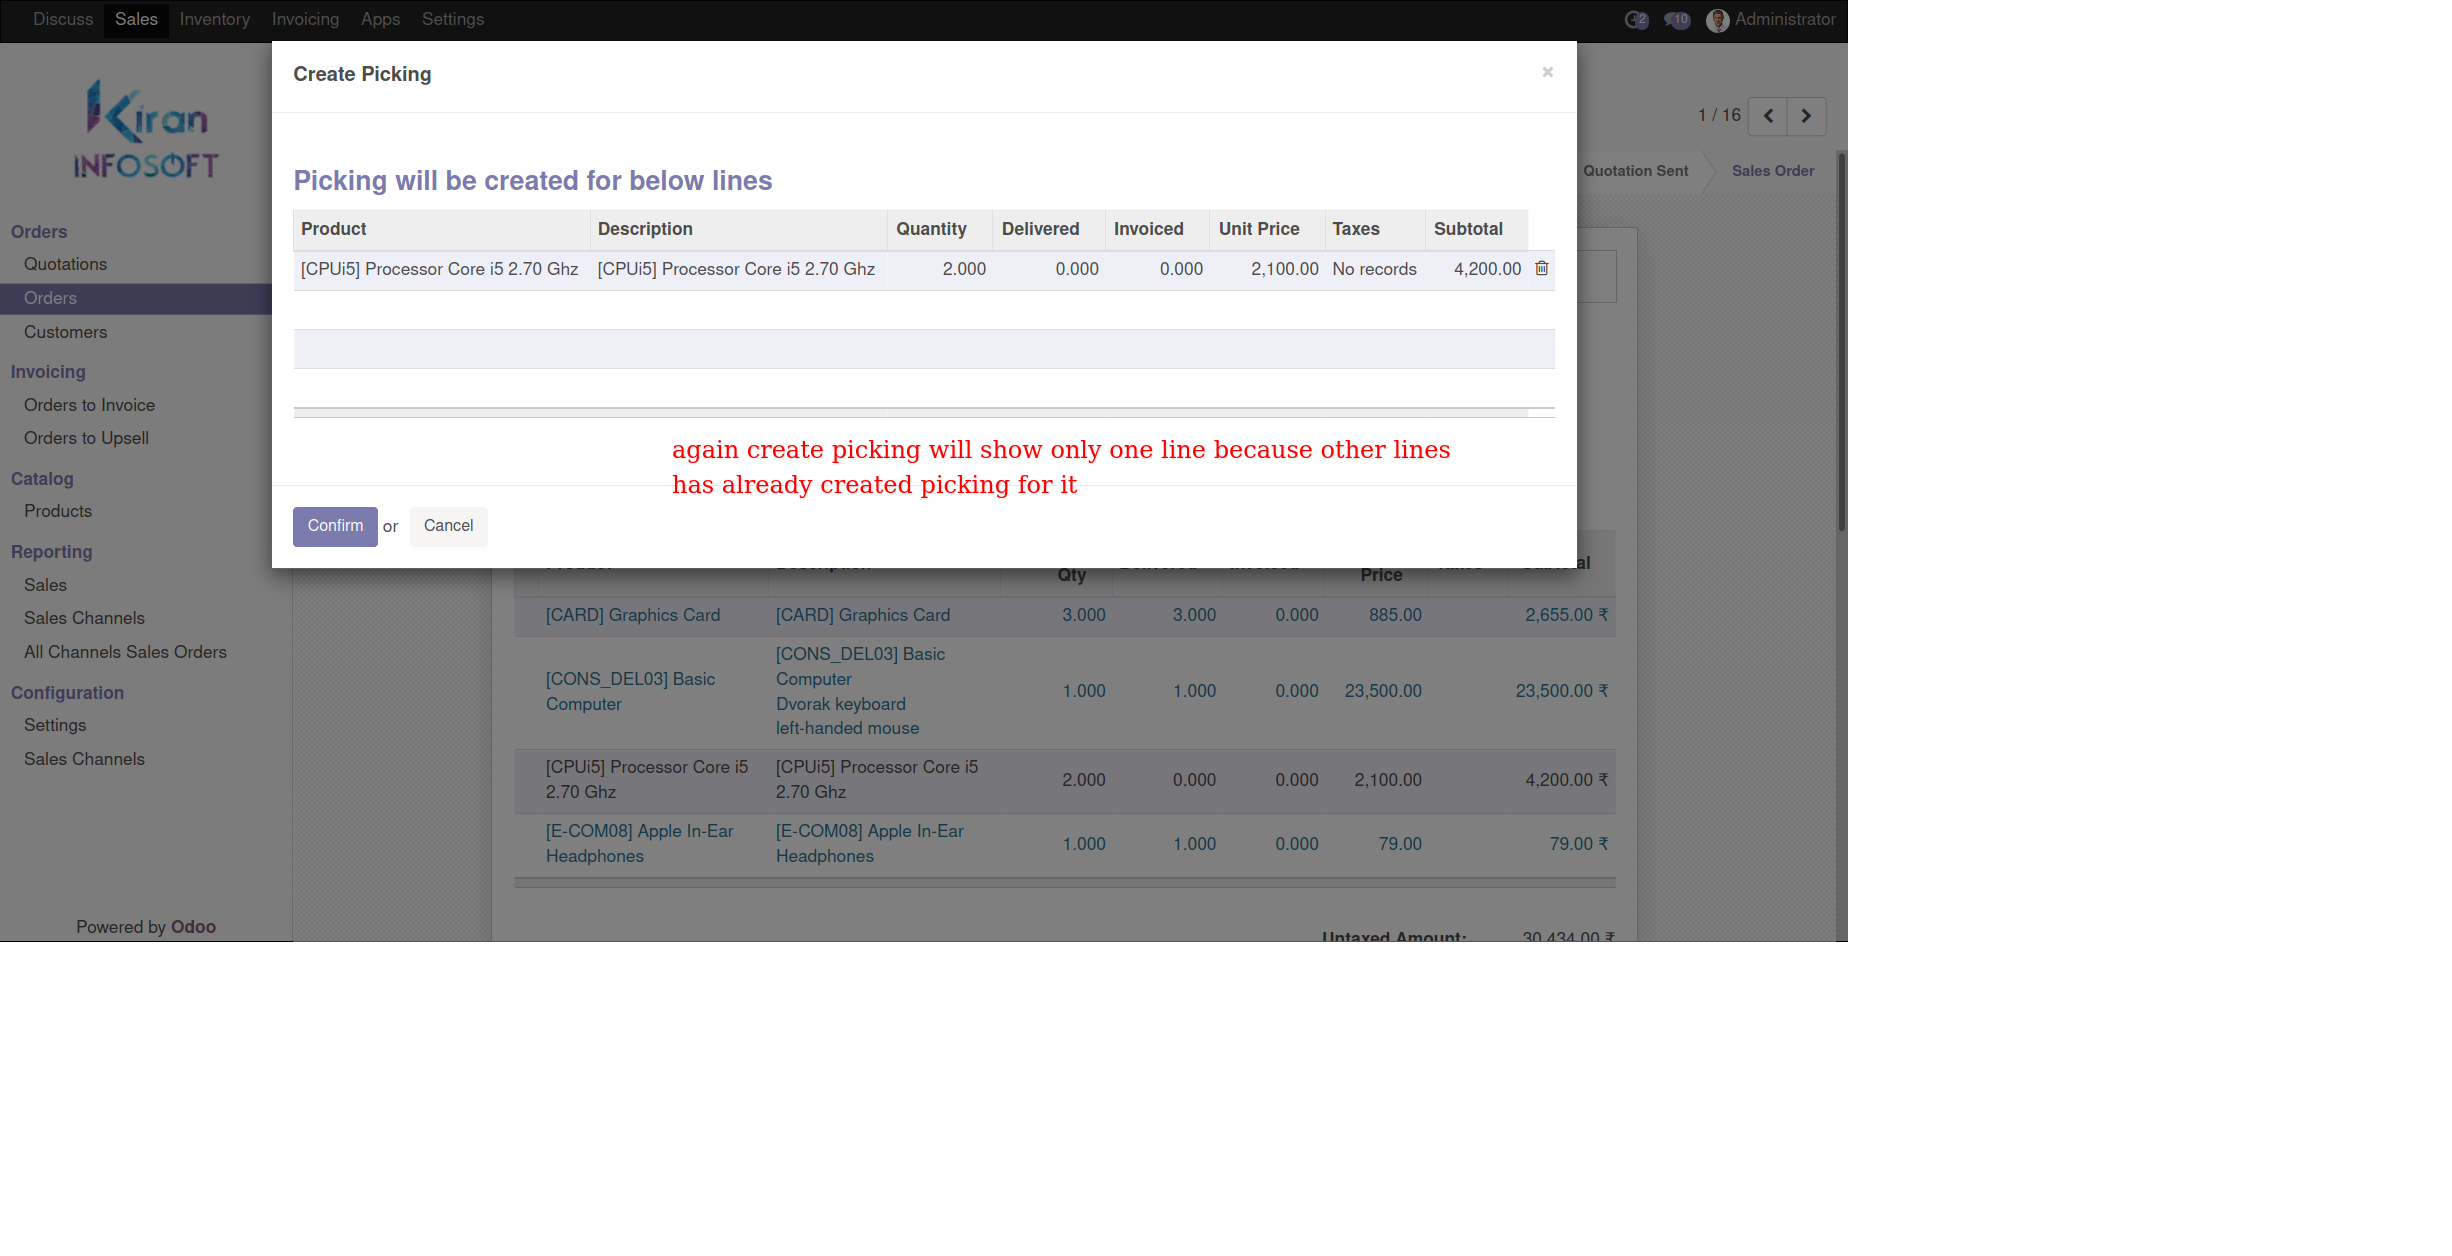 Discuss Sales Inventory Invoicing Apps Settings 2 10 Administrator
Create Picking ×
Kiran
INFOSOFT
1 / 16
Quotation Sent Sales Order
Picking will be created for below lines
Product Description Quantity Delivered Invoiced Unit Price Taxes Subtotal
[CPUi5] Processor Core i5 2.70 Ghz [CPUi5] Processor Core i5 2.70 Ghz 2.000 0.000 0.000 2,100.00 No records 4,200.00
again create picking will show only one line because other lines
has already created picking for it
Confirm or Cancel
Orders
Quotations
Orders
Customers
Invoicing
Orders to Invoice
Orders to Upsell
Catalog
Products
Reporting
Sales
Sales Channels
All Channels Sales Orders
Configuration
Settings
Sales Channels
Powered by Odoo
Qty Price
[CARD] Graphics Card [CARD] Graphics Card 3.000 3.000 0.000 885.00 2,655.00 ₹
[CONS_DEL03] Basic
Computer
[CONS_DEL03] Basic
Computer
Dvorak keyboard
left-handed mouse
1.000 1.000 0.000 23,500.00 23,500.00 ₹
[CPUi5] Processor Core i5
2.70 Ghz
[CPUi5] Processor Core i5
2.70 Ghz
2.000 0.000 0.000 2,100.00 4,200.00 ₹
[E-COM08] Apple In-Ear
Headphones
[E-COM08] Apple In-Ear
Headphones
1.000 1.000 0.000 79.00 79.00 ₹
Untaxed Amount: 30,434.00 ₹